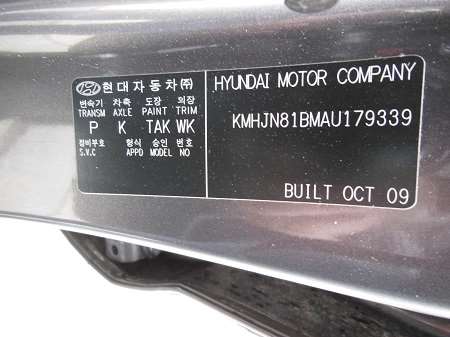 현대자동차㈜ HYUNDAI MOTOR COMPANY
변속기 차축 도장 의장
TRANSM AXLE PAINT TRIM
P K TAK WK
KMHJN81BMAU179339
정비부호 형식 승인 번호
S.V.C APPD MODEL NO
BUILT OCT 09